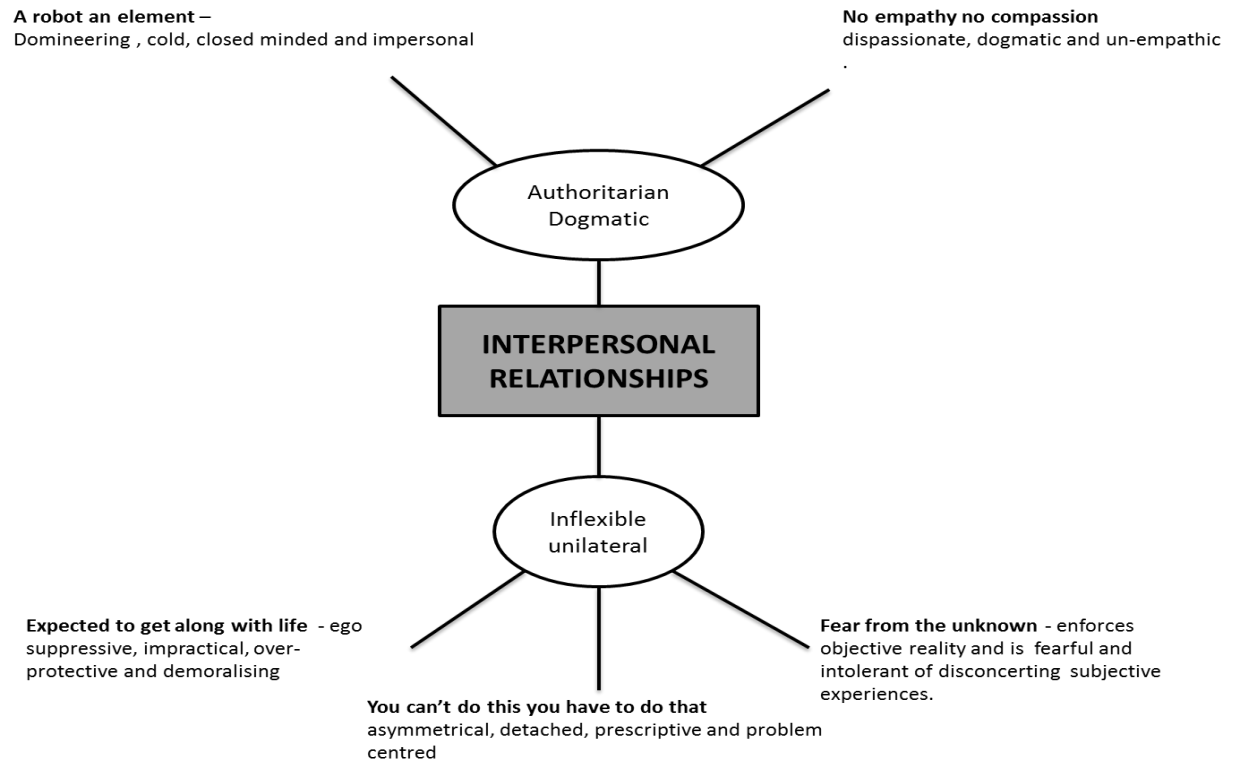 A robot an element –
Domineering , cold, closed minded and impersonal
No empathy no compassion
dispassionate, dogmatic and un-empathic
.
Authoritarian
Dogmatic
INTERPERSONAL
RELATIONSHIPS
Inflexible
unilateral
Expected to get along with life - ego
suppressive, impractical, over-
protective and demoralising
You can’t do this you have to do that
asymmetrical, detached, prescriptive and problem
centred
Fear from the unknown - enforces
objective reality and is fearful and
intolerant of disconcerting subjective
experiences.